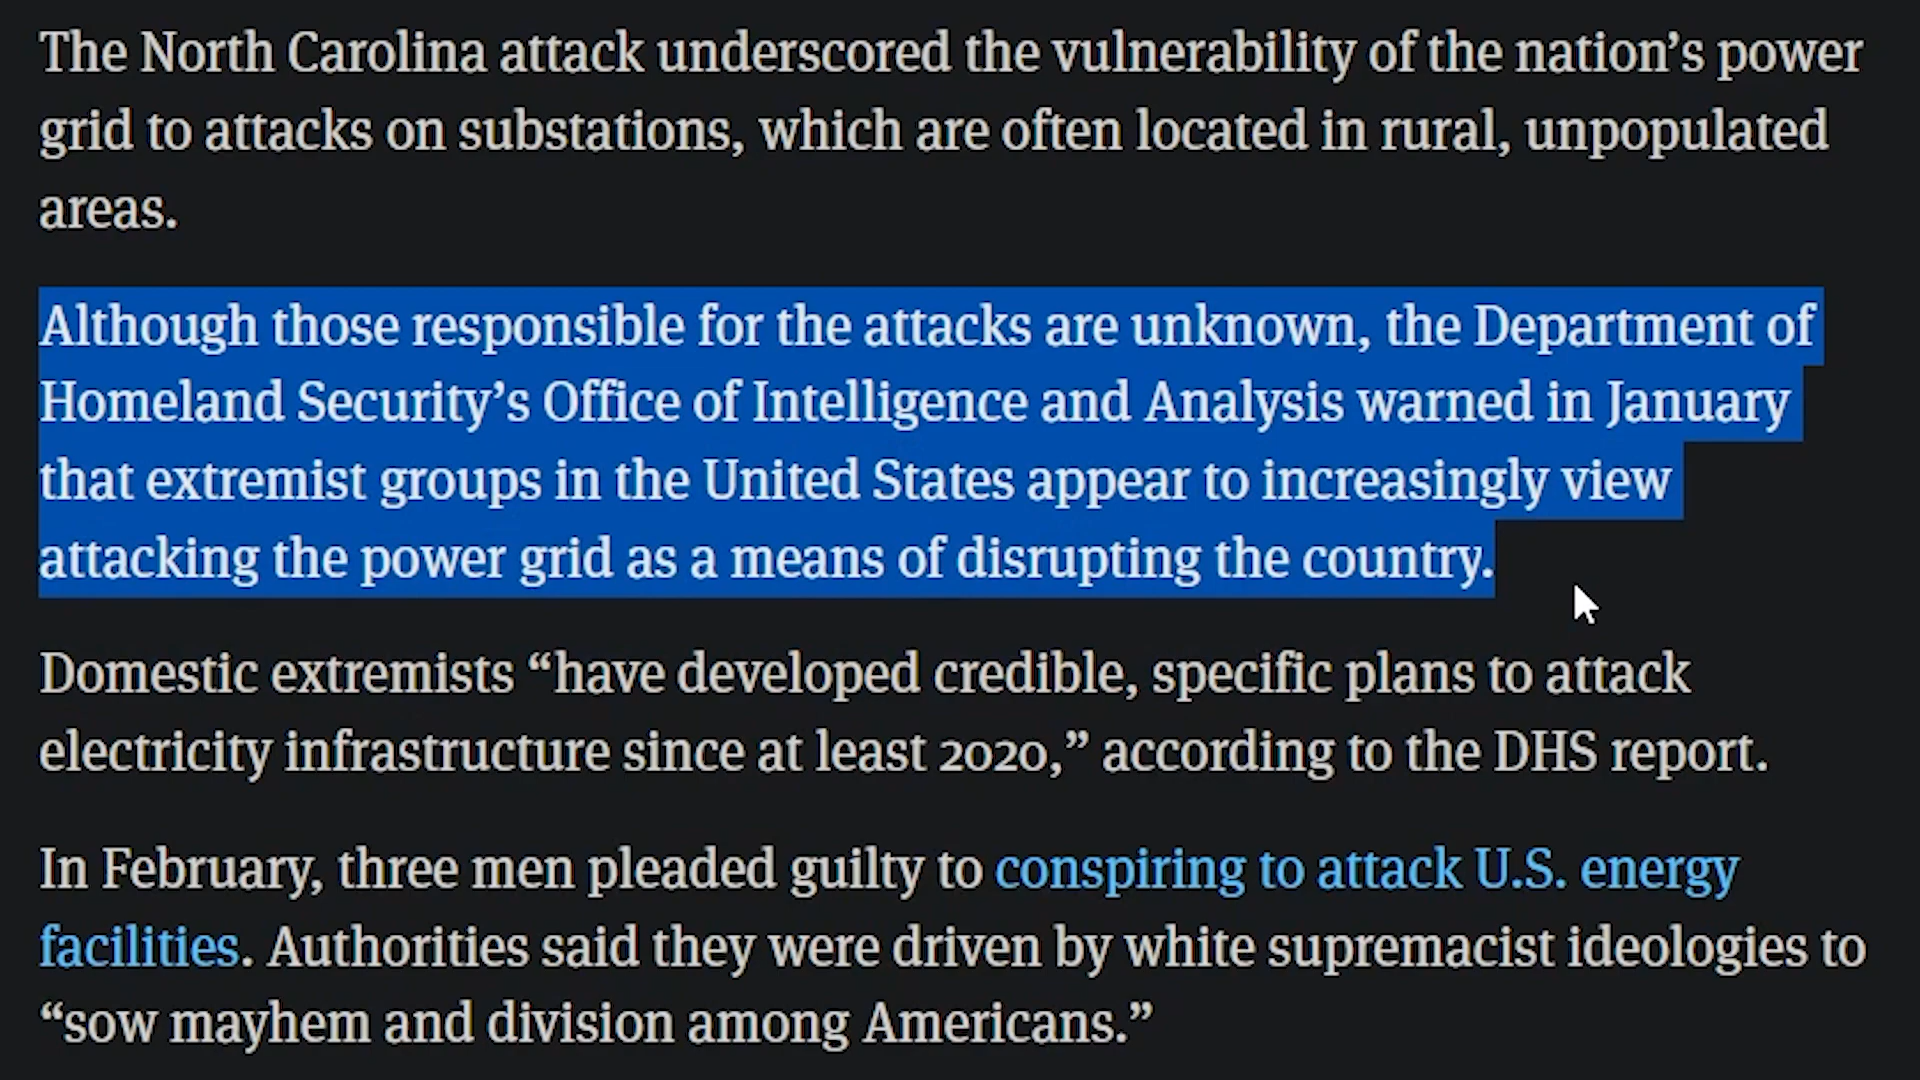 The North Carolina attack underscored the vulnerability of the nation’s power
grid to attacks on substations, which are often located in rural, unpopulated
areas.
Although those responsible for the attacks are unknown, the Department of
Homeland Security’s Office of Intelligence and Analysis warned in January
that extremist groups in the United States appear to increasingly view
attacking the power grid as a means of disrupting the country.
Domestic extremists “have developed credible, specific plans to attack
electricity infrastructure since at least 2020,” according to the DHS report.
In February, three men pleaded guilty to conspiring to attack U.S. energy
facilities. Authorities said they were driven by white supremacist ideologies to
“sow mayhem and division among Americans.”